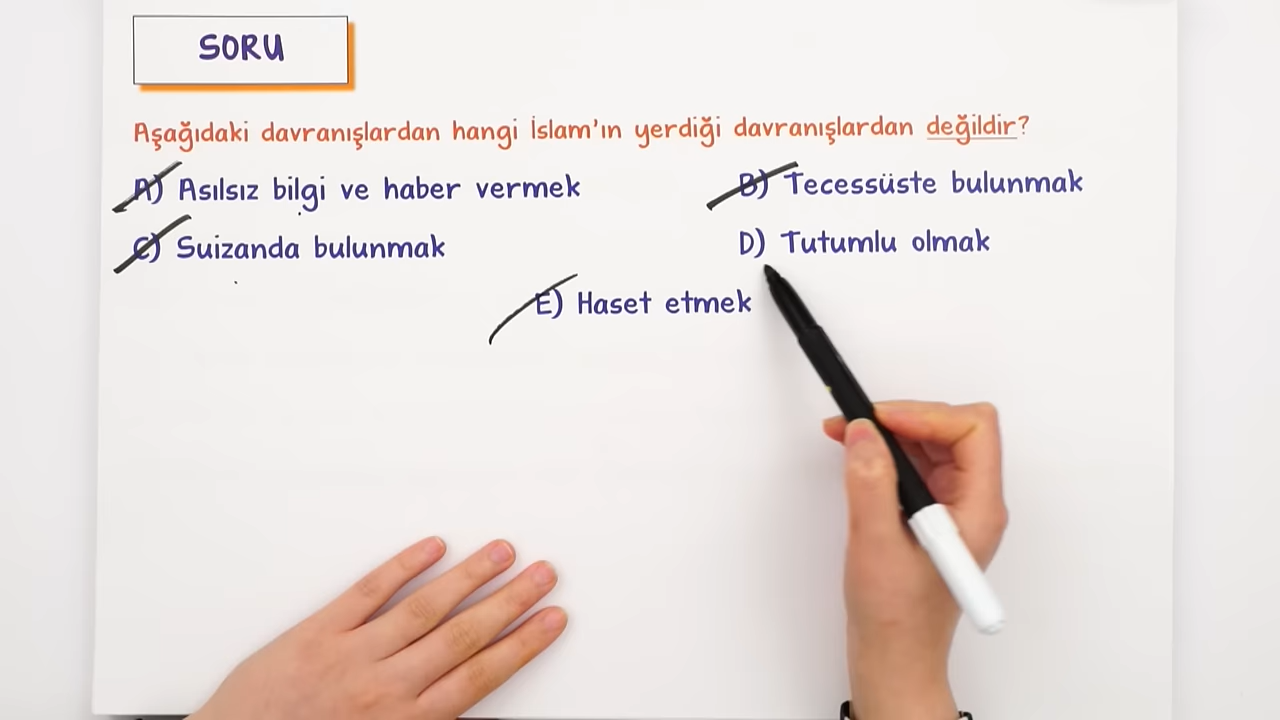 SORU
Aşağıdaki davranışlardan hangi İslam'ın yerdiği davranışlardan değildir?
A) Asılsız bilgi ve haber vermek
B) Tecessüste bulunmak
C) Suizanda bulunmak
D) Tutumlu olmak
E) Haset etmek